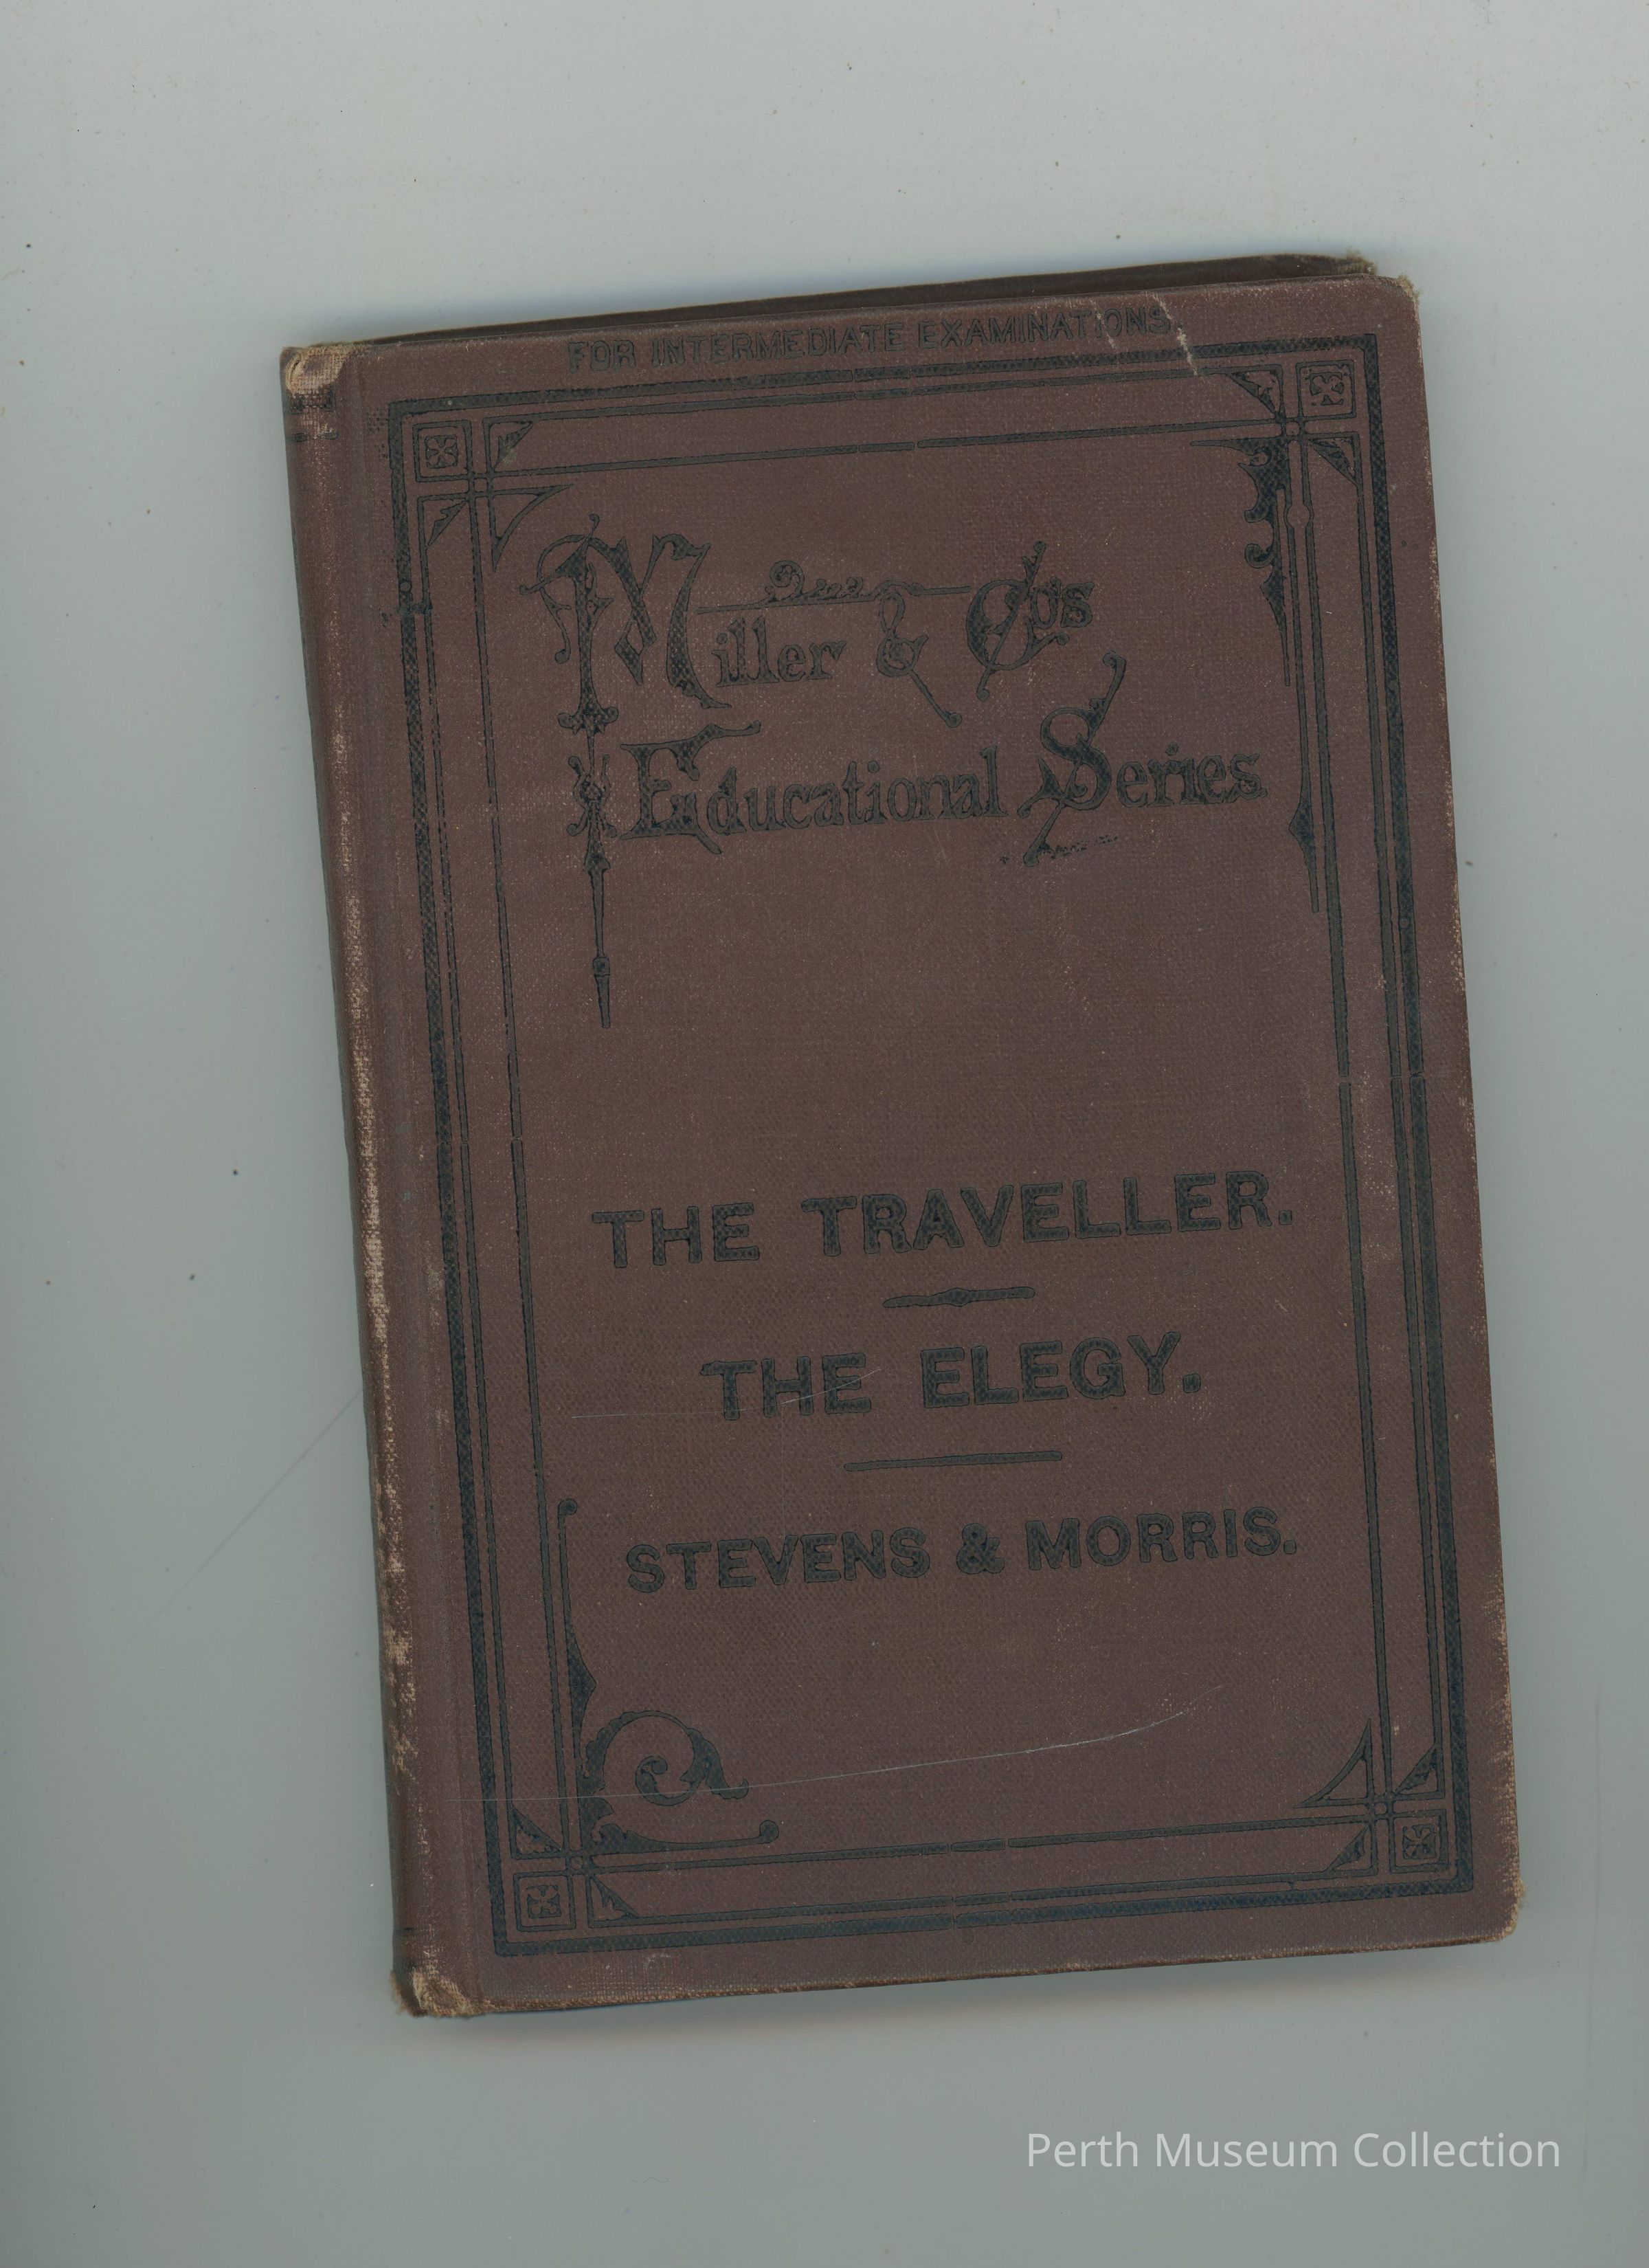 FOR INTERMEDIATE EXAMINATIONS.
Miller & Co's
Educational Series
THE TRAVELLER.
THE ELEGY.
STEVENS & MORRIS.
Perth Museum Collection